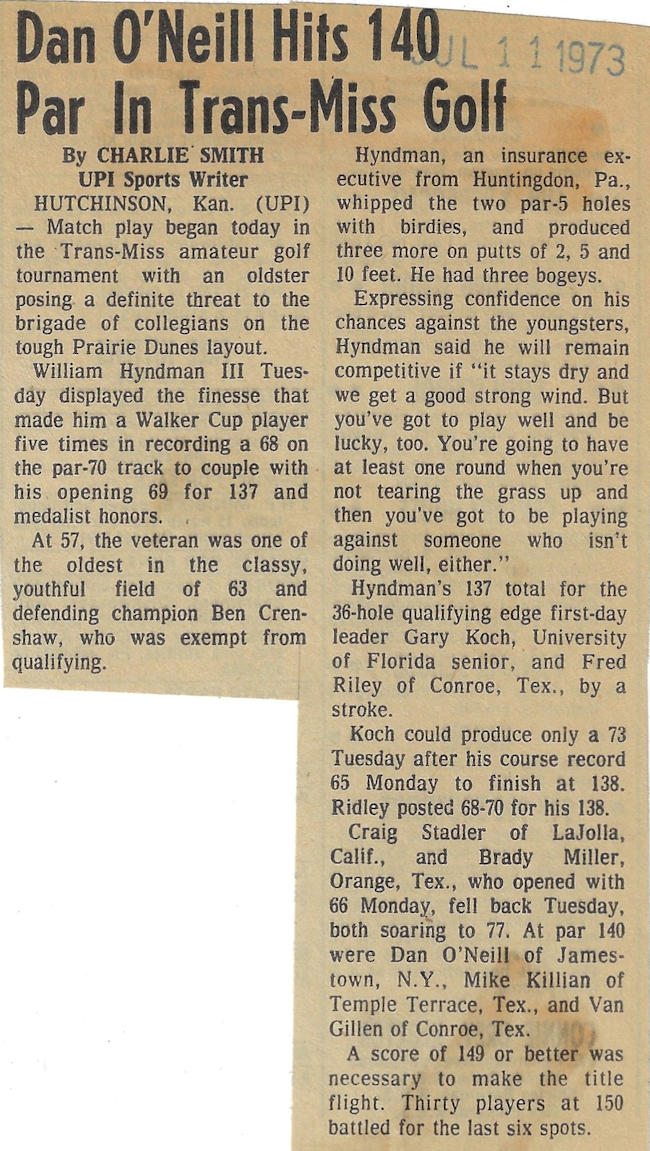 Dan O'Neill Hits 140
JUL 11 1973
Par In Trans-Miss Golf
By CHARLIE SMITH
UPI Sports Writer
HUTCHINSON, Kan. (UPI)
— Match play began today in
the Trans-Miss amateur golf
tournament with an oldster
posing a definite threat to the
brigade of collegians on the
tough Prairie Dunes layout.
William Hyndman III Tues-
day displayed the finesse that
made him a Walker Cup player
five times in recording a 68 on
the par-70 track to couple with
his opening 69 for 137 and
medalist honors.
At 57, the veteran was one of
the oldest in the classy,
youthful field of 63 and
defending champion Ben Cren-
shaw, who was exempt from
qualifying.
Hyndman, an insurance ex-
ecutive from Huntingdon, Pa.,
whipped the two par-5 holes
with birdies, and produced
three more on putts of 2, 5 and
10 feet. He had three bogeys.
Expressing confidence on his
chances against the youngsters,
Hyndman said he will remain
competitive if "it stays dry and
we get a good strong wind. But
you've got to play well and be
lucky, too. You're going to have
at least one round when you're
not tearing the grass up and
then you've got to be playing
against someone who isn't
doing well, either."
Hyndman's 137 total for the
36-hole qualifying edge first-day
leader Gary Koch, University
of Florida senior, and Fred
Riley of Conroe, Tex., by a
stroke.
Koch could produce only a 73
Tuesday after his course record
65 Monday to finish at 138.
Ridley posted 68-70 for his 138.
Craig Stadler of LaJolla,
Calif., and Brady Miller,
Orange, Tex., who opened with
66 Monday, fell back Tuesday,
both soaring to 77. At par 140
were Dan O'Neill of James-
town, N.Y., Mike Killian of
Temple Terrace, Tex., and Van
Gillen of Conroe, Tex.
A score of 149 or better was
necessary to make the title
flight. Thirty players at 150
battled for the last six spots.